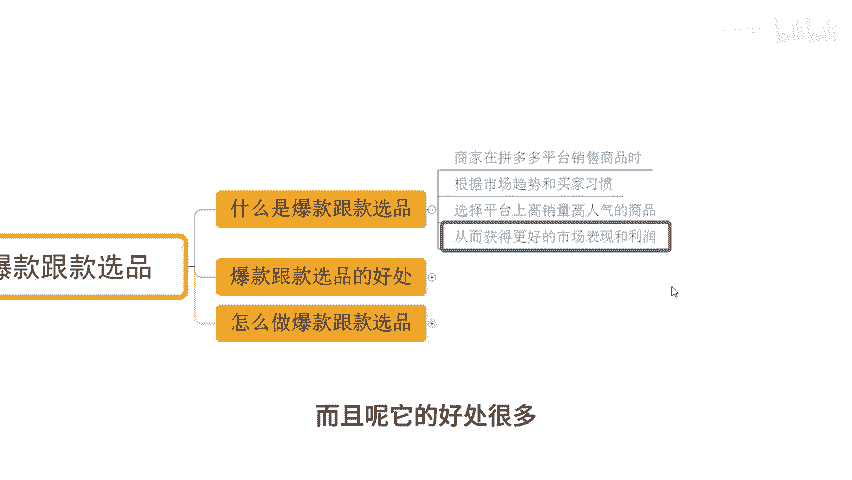 商家在拼多多平台销售商品时
根据市场趋势和买家习惯
什么是爆款跟款选品
选择平台上高销量高人气的商品
从而获得更好的市场表现和利润
爆款跟款选品
爆款跟款选品的好处
怎么做爆款跟款选品
而且呢它的好处很多